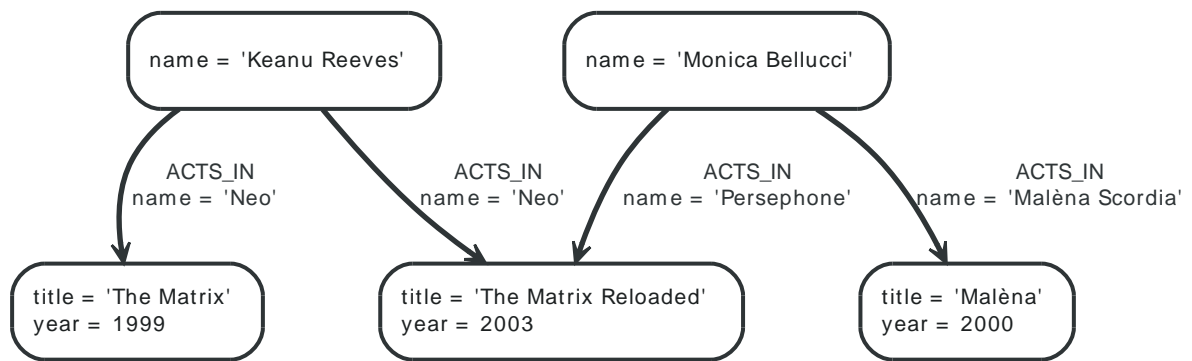 name = 'Keanu Reeves'
name = 'Monica Bellucci'
ACTS_IN
name = 'Neo'
ACTS_IN
name = 'Neo'
ACTS_IN
name = 'Persephone'
ACTS_IN
name = 'Malèna Scordia'
title = 'The Matrix'
year = 1999
title = 'The Matrix Reloaded'
year = 2003
title = 'Malèna'
year = 2000